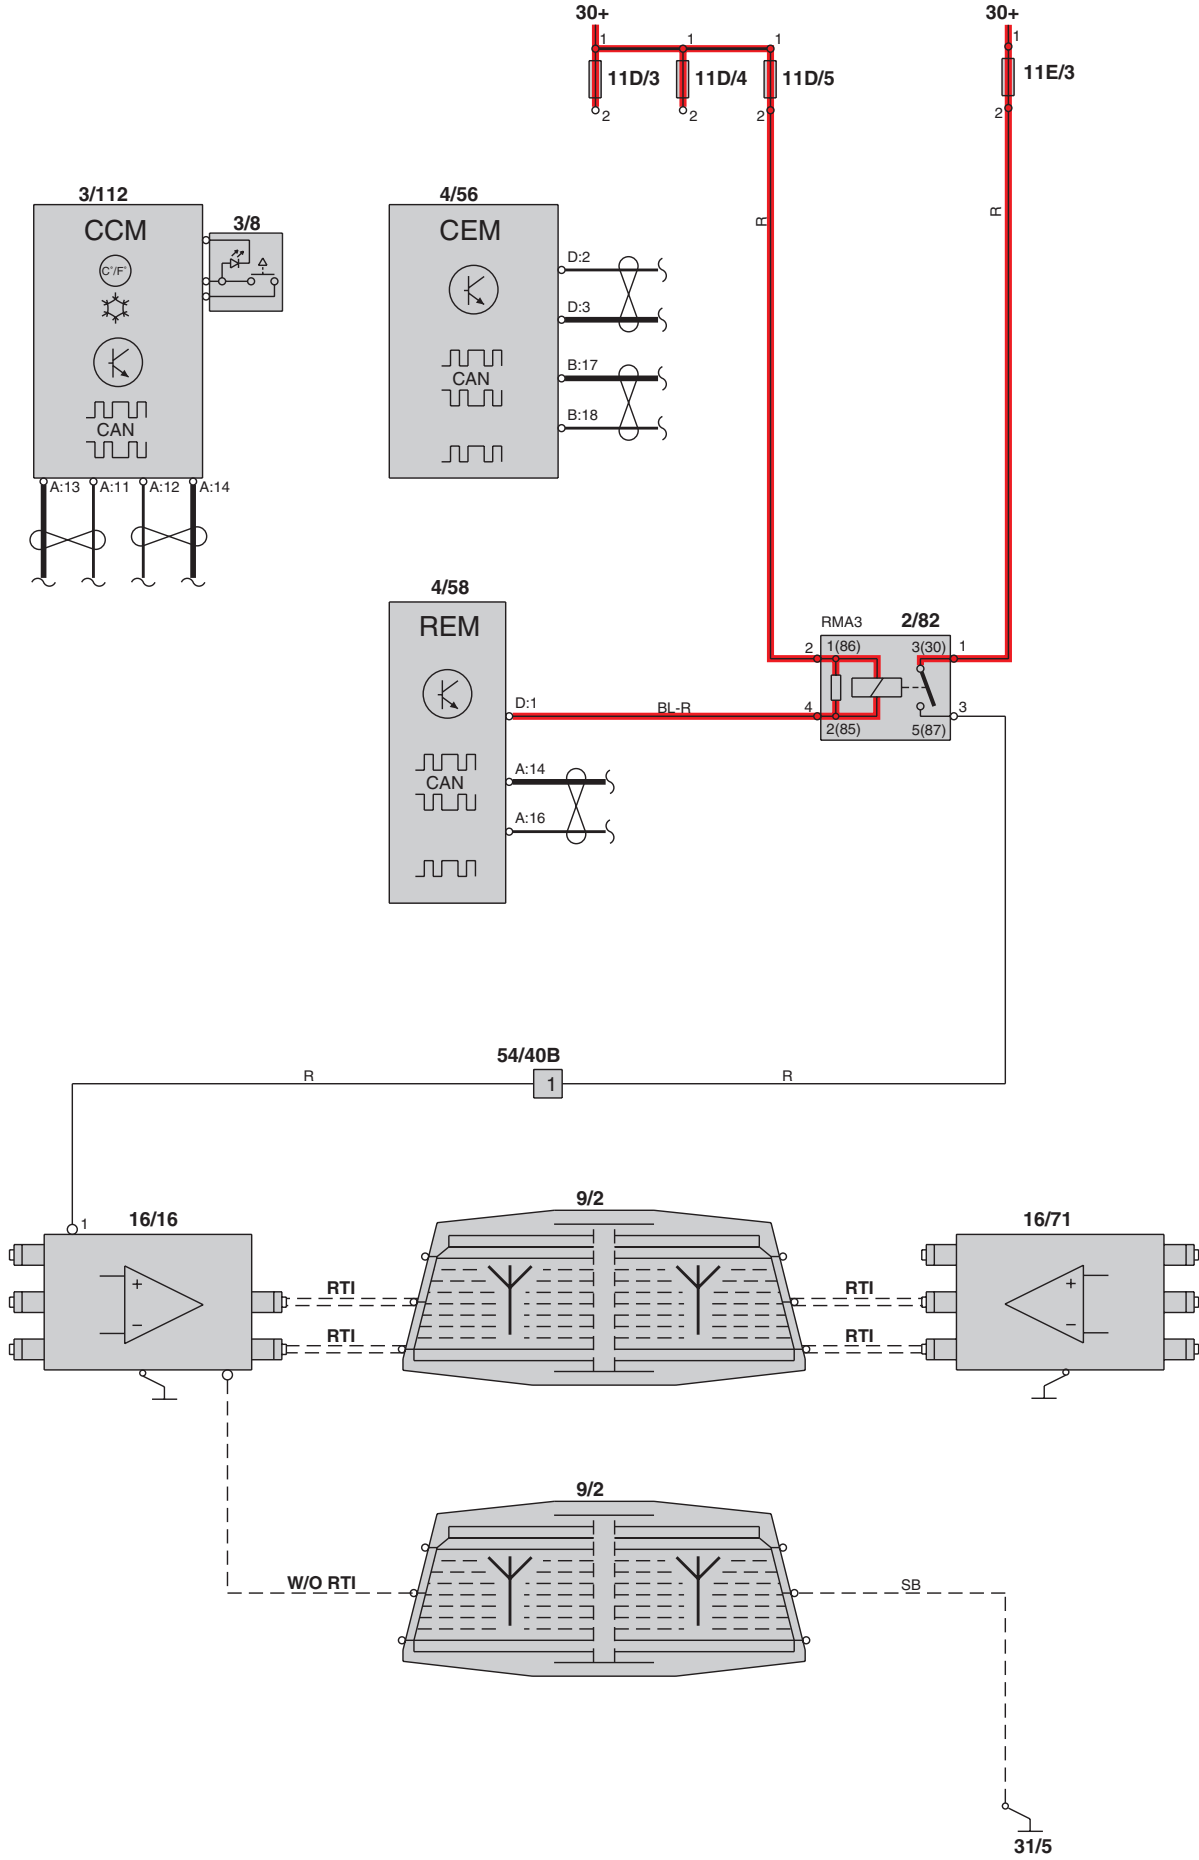 30+ 30+
1 1 1 1
11D/3 11D/4 11D/5 11E/3
2 2 2 2
3/112 4/56
CCM 3/8 CEM
R R
D:2
C°/F°
D:3
B:17
CAN
B:18
CAN
A:13 A:11 A:12 A:14
4/58
REM
RMA3 2/82
2 1(86) 3(30) 1
D:1 BL-R 4 3
2(85) 5(87)
A:14
CAN
A:16
54/40B
R 1 R
9/2
1 16/16 16/71
+ RTI RTI +
− RTI RTI −
9/2
W/O RTI SB
31/5